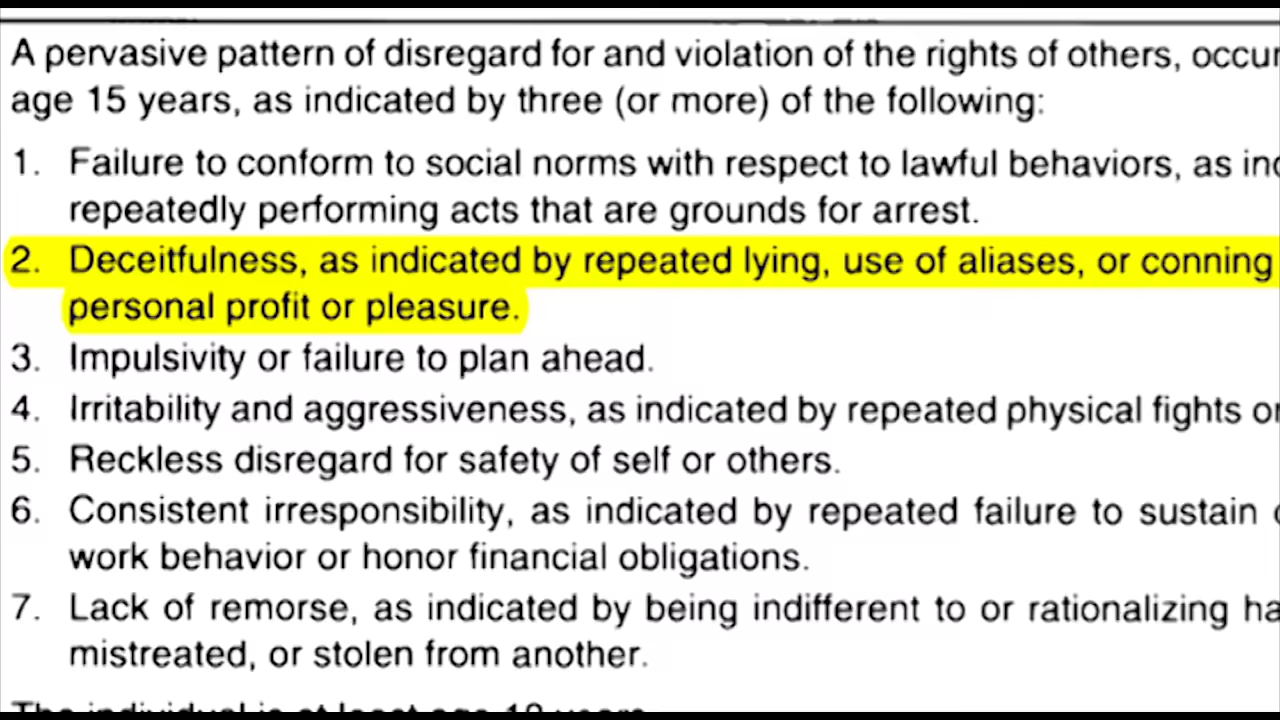 A pervasive pattern of disregard for and violation of the rights of others,
age 15 years, as indicated by three (or more) of the following:
1. Failure to conform to social norms with respect to lawful behaviors, as
repeatedly performing acts that are grounds for arrest.
2. Deceitfulness, as indicated by repeated lying, use of aliases, or conning
personal profit or pleasure.
3. Impulsivity or failure to plan ahead.
4. Irritability and aggressiveness, as indicated by repeated physical fights
5. Reckless disregard for safety of self or others.
6. Consistent irresponsibility, as indicated by repeated failure to sustain
work behavior or honor financial obligations.
7. Lack of remorse, as indicated by being indifferent to or rationalizing
mistreated, or stolen from another.